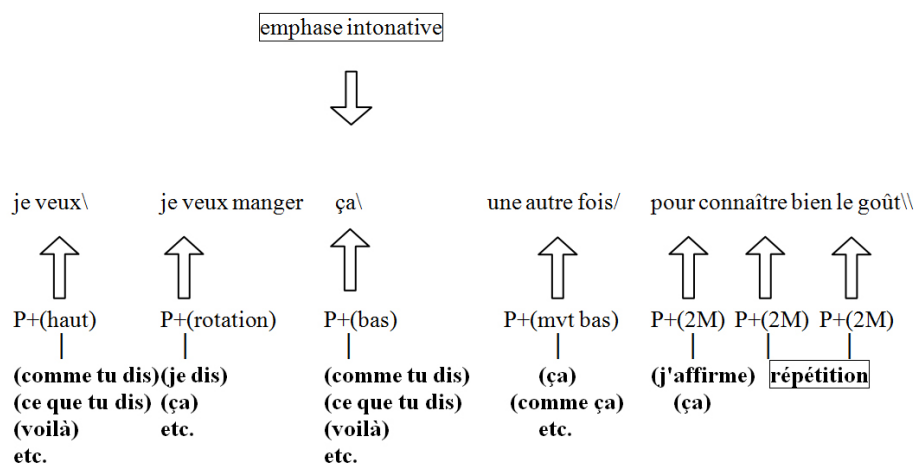 emphase intonative
je veux\ je veux manger ça\ une autre fois/ pour connaître bien le goût\\
P+(haut) P+(rotation) P+(bas) P+(mvt bas) P+(2M) P+(2M) P+(2M)
(comme tu dis)(je dis) (comme tu dis) (ça) (j'affirme) répétition
(ce que tu dis) (ça) (ce que tu dis) (comme ça) (ça)
(voilà) etc. (voilà) etc.
etc. etc.